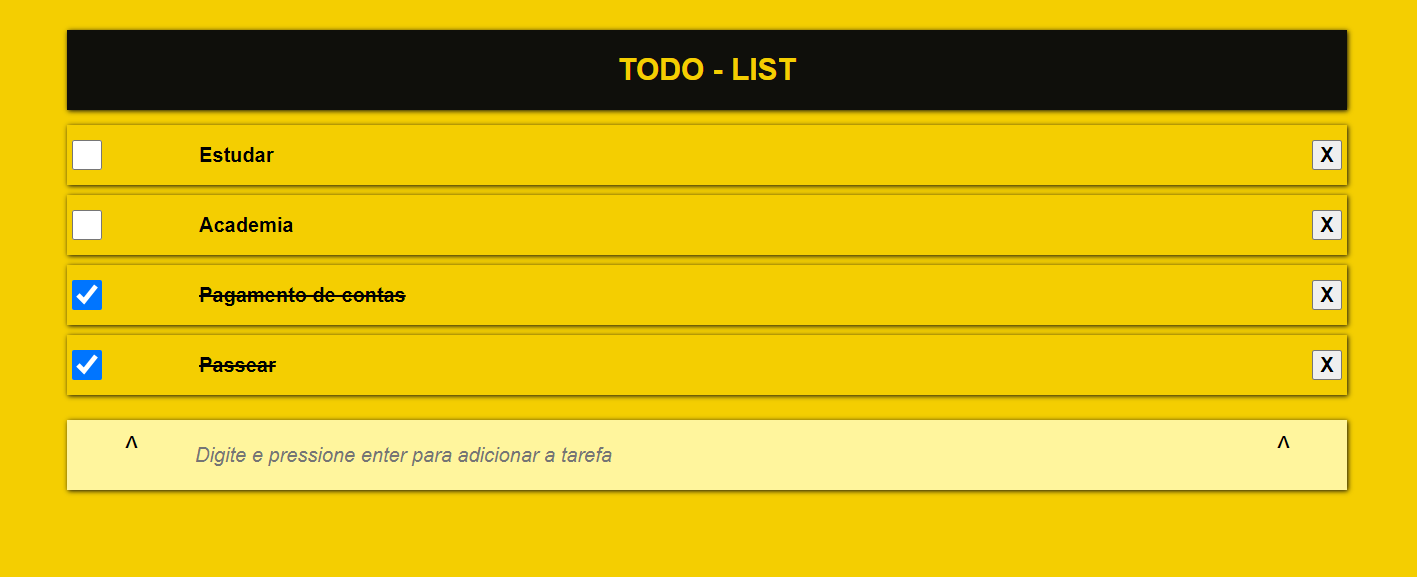 TODO - LIST
Estudar X
Academia X
Pagamento de contas X
Passear X
^ Digite e pressione enter para adicionar a tarefa ^